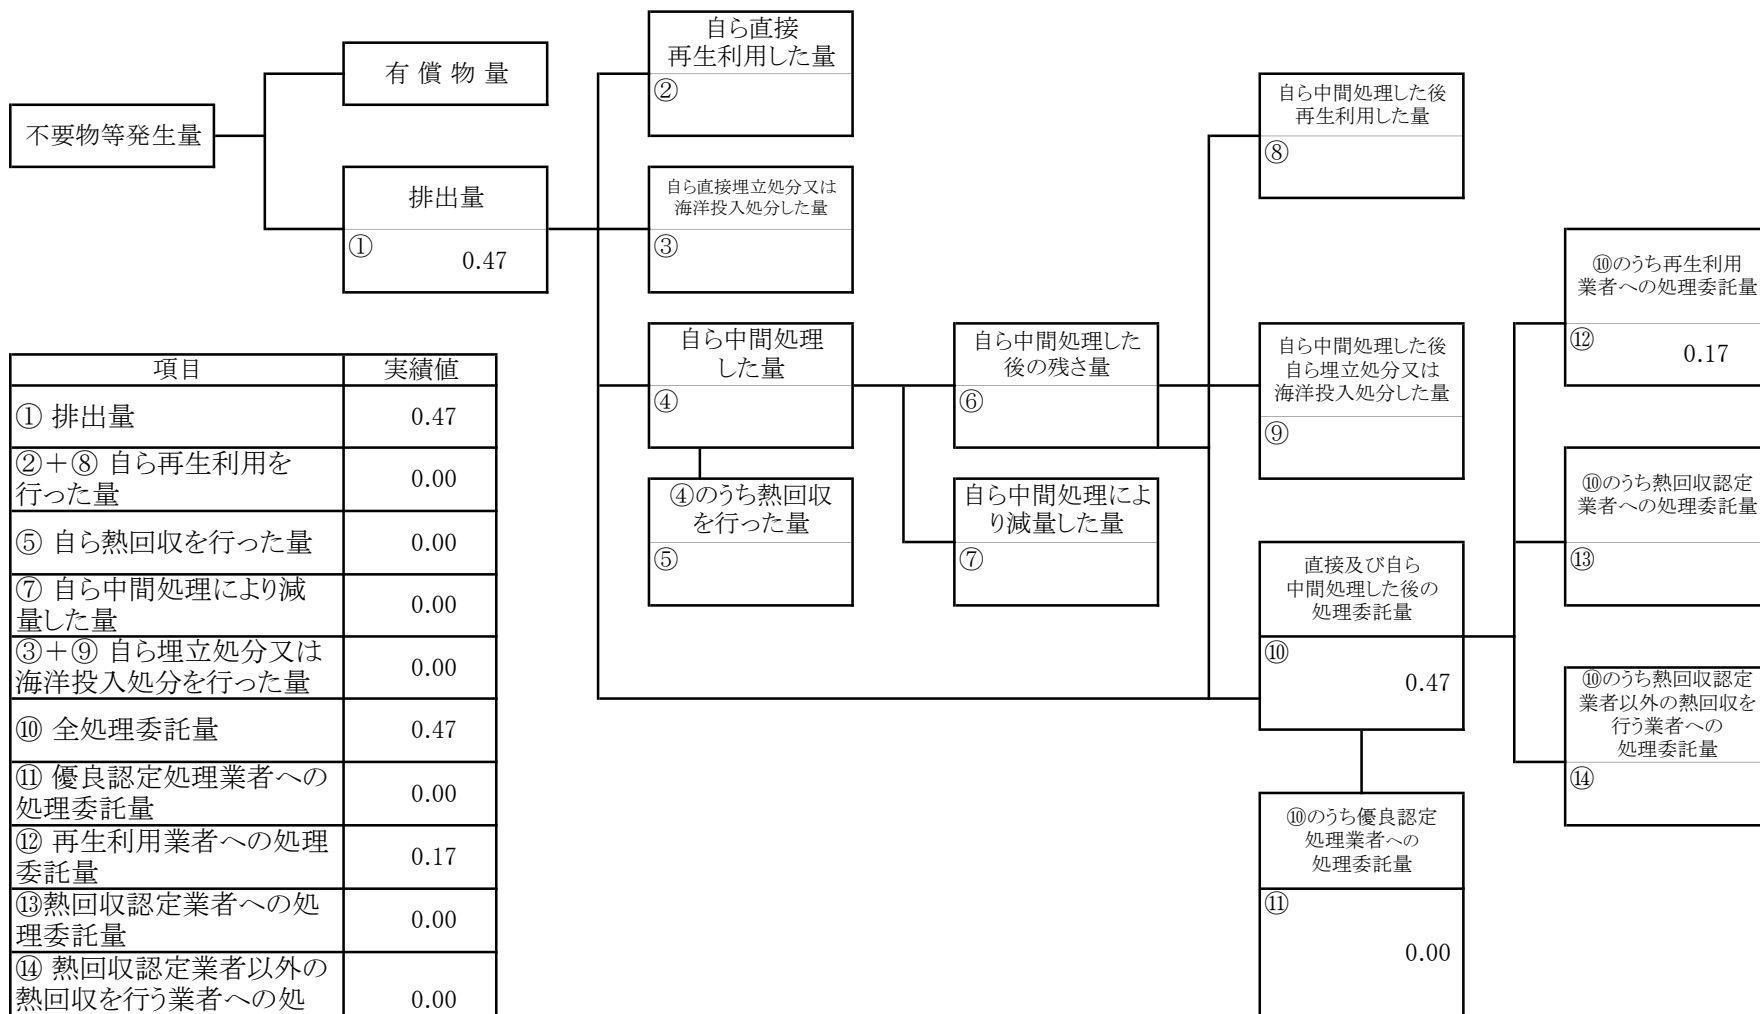 不要物等発生量
有 償 物 量
排出量
①
0.47
自ら直接
再生利用した量
②
自ら直接埋立処分又は
海洋投入処分した量
③
自ら中間処理
した量
④
④のうち熱回収
を行った量
⑤
自ら中間処理した
後の残さ量
⑥
自ら中間処理によ
り減量した量
⑦
自ら中間処理した後
再生利用した量
⑧
自ら中間処理した後
自ら埋立処分又は
海洋投入処分した量
⑨
直接及び自ら
中間処理した後の
処理委託量
⑩
0.47
⑩のうち優良認定
処理業者への
処理委託量
⑪
0.00
⑩のうち再生利用
業者への処理委託量
⑫
0.17
⑩のうち熱回収認定
業者への処理委託量
⑬
⑩のうち熱回収認定
業者以外の熱回収を
行う業者への
処理委託量
⑭
項目 実績値
① 排出量 0.47
②＋⑧ 自ら再生利用を
行った量 0.00
⑤ 自ら熱回収を行った量 0.00
⑦ 自ら中間処理により減
量した量 0.00
③＋⑨ 自ら埋立処分又は
海洋投入処分を行った量 0.00
⑩ 全処理委託量 0.47
⑪ 優良認定処理業者への
処理委託量 0.00
⑫ 再生利用業者への処理
委託量 0.17
⑬熱回収認定業者への処
理委託量 0.00
⑭ 熱回収認定業者以外の
熱回収を行う業者への処 0.00